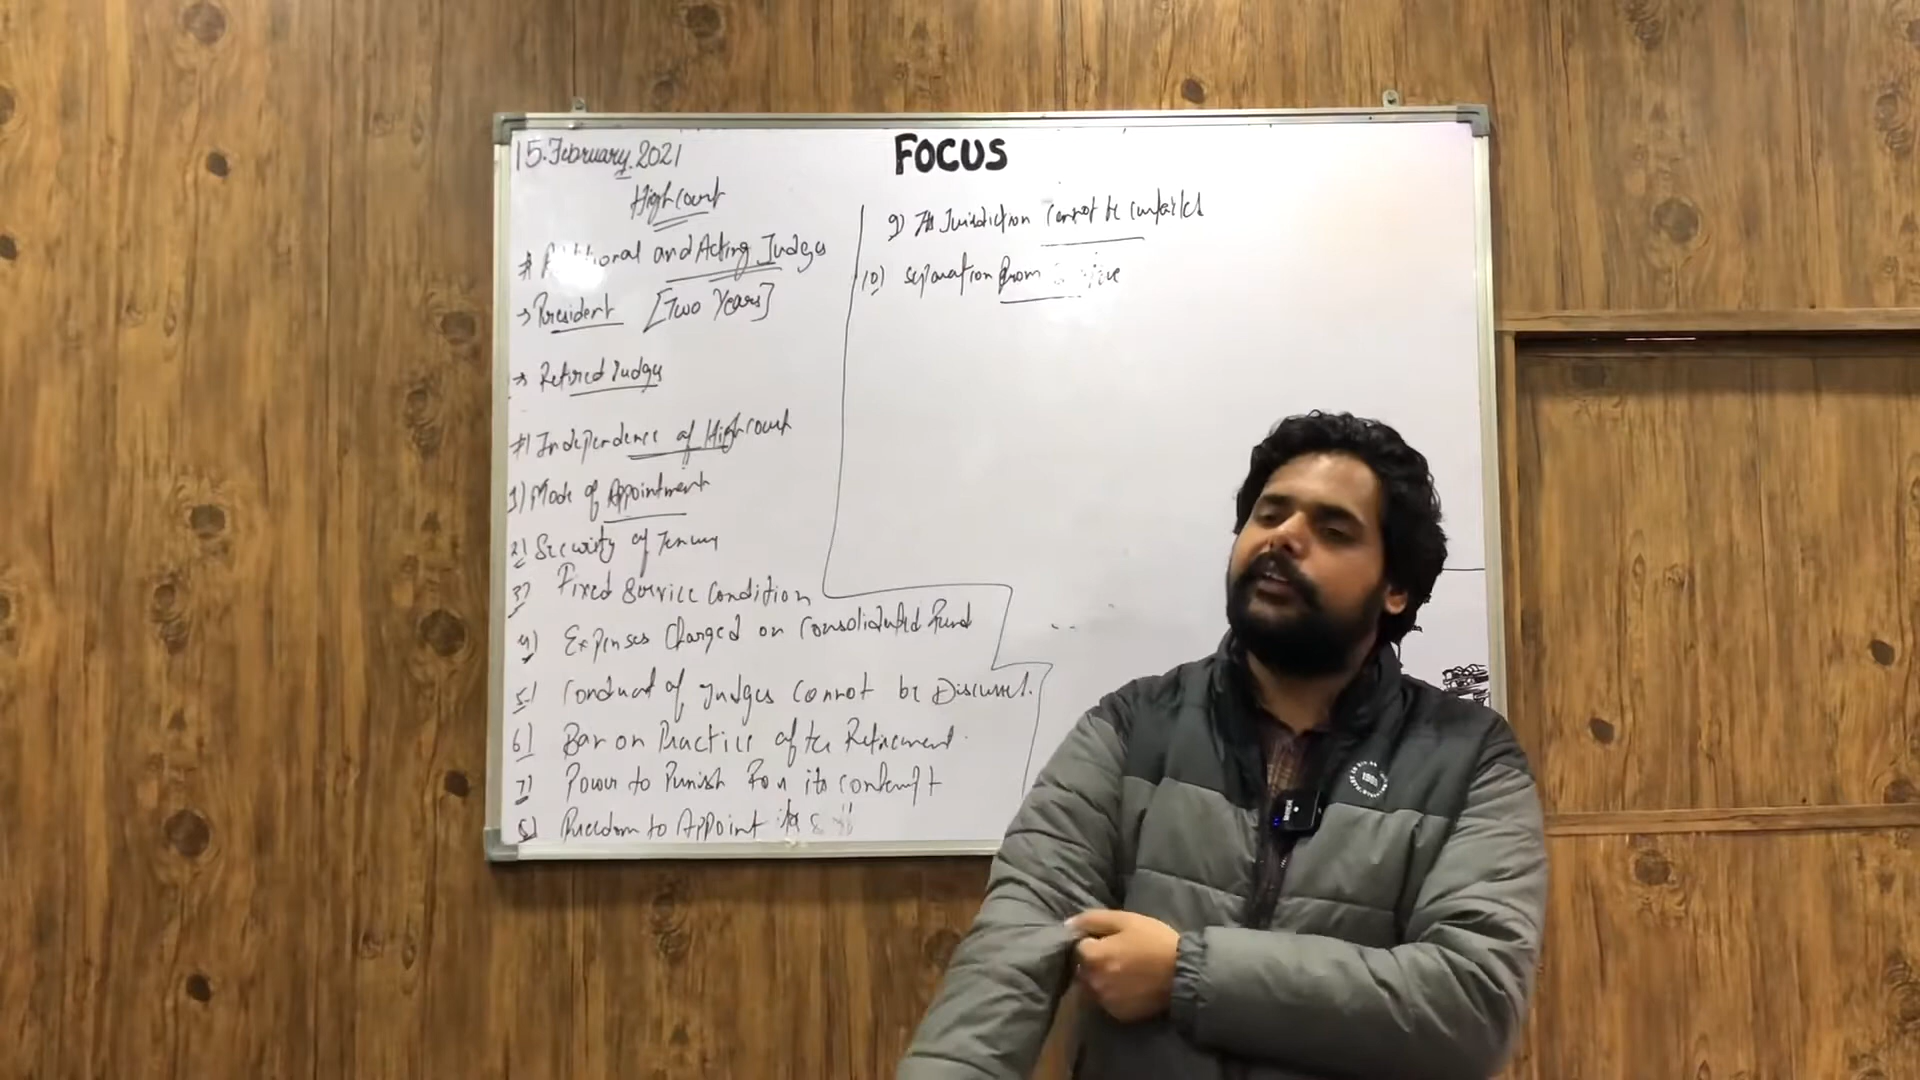 15. February. 2021
FOCUS
High court
# Additional and Acting Judges
→ President [Two Years]
→ Retired Judges
# Independence of High court
1) Mode of Appointment
2) Security of Tenure
3) Fixed Service Condition
4) Expenses Charged on Consolidated Fund
5) Conduct of Judges Cannot be Discussed.
6) Bar on Practice after Retirement.
7) Power to Punish For its contempt
8) Freedom to Appoint its
9) Its Jurisdiction Cannot be curtailed
10) Separation from